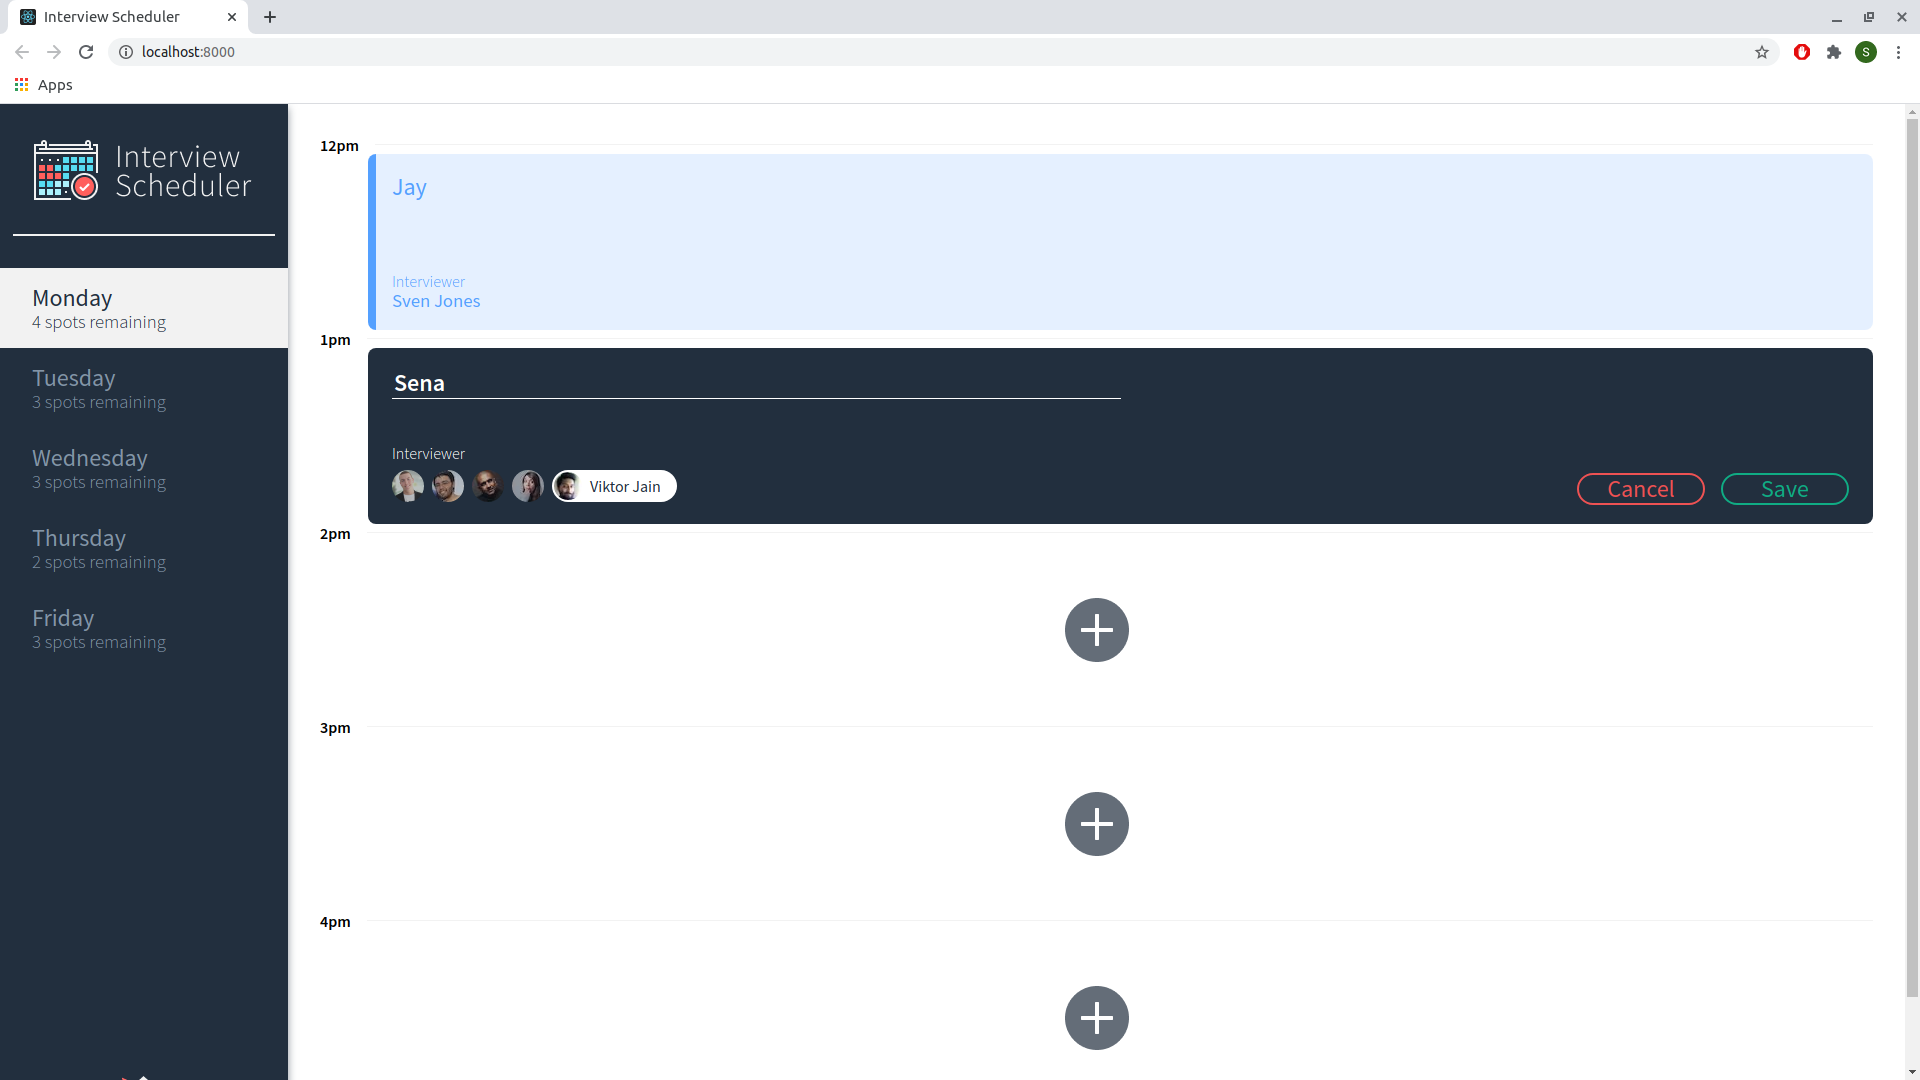 Interview Scheduler
localhost:8000
S
Apps
Interview
Scheduler
Monday
4 spots remaining
Tuesday
3 spots remaining
Wednesday
3 spots remaining
Thursday
2 spots remaining
Friday
3 spots remaining
12pm
Jay
Interviewer
Sven Jones
1pm
Sena
Interviewer
Viktor Jain
Cancel
Save
2pm
3pm
4pm